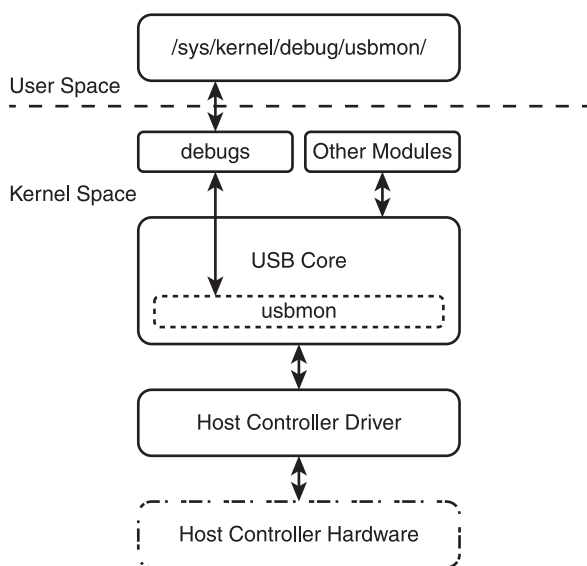 /sys/kernel/debug/usbmon/
User Space
debugs
Other Modules
Kernel Space
USB Core
usbmon
Host Controller Driver
Host Controller Hardware